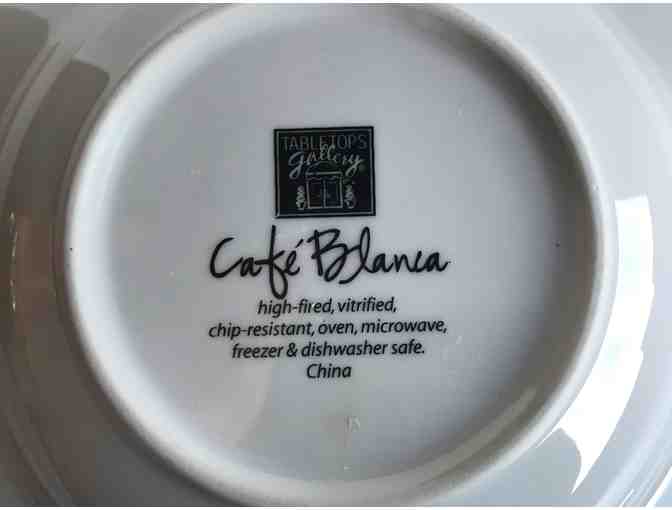 TABLETOPS
gallery®
Café Blanca
high-fired, vitrified,
chip-resistant, oven, microwave,
freezer & dishwasher safe.
China